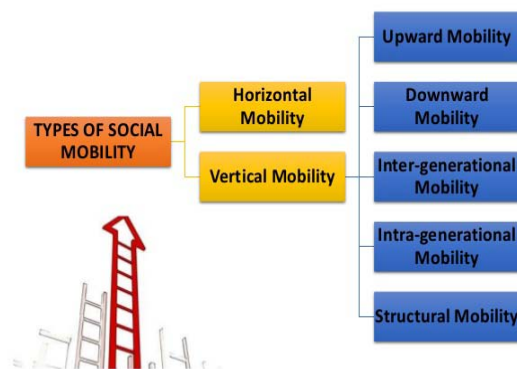 TYPES OF SOCIAL
MOBILITY
Horizontal
Mobility
Vertical Mobility
Upward Mobility
Downward
Mobility
Inter-generational
Mobility
Intra-generational
Mobility
Structural Mobility